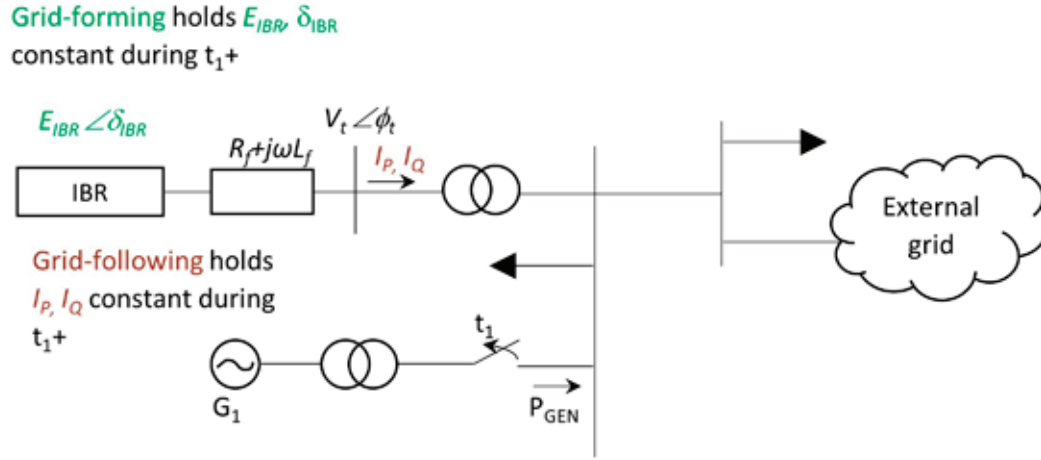 Grid-forming holds E_IBR, δ_IBR
constant during t₁+
E_IBR ∠δ_IBR
V_t ∠ϕ_t
R_f+jωL_f
I_P, I_Q
IBR
External
grid
Grid-following holds
I_P, I_Q constant during
t₁+
t₁
G₁
P_GEN